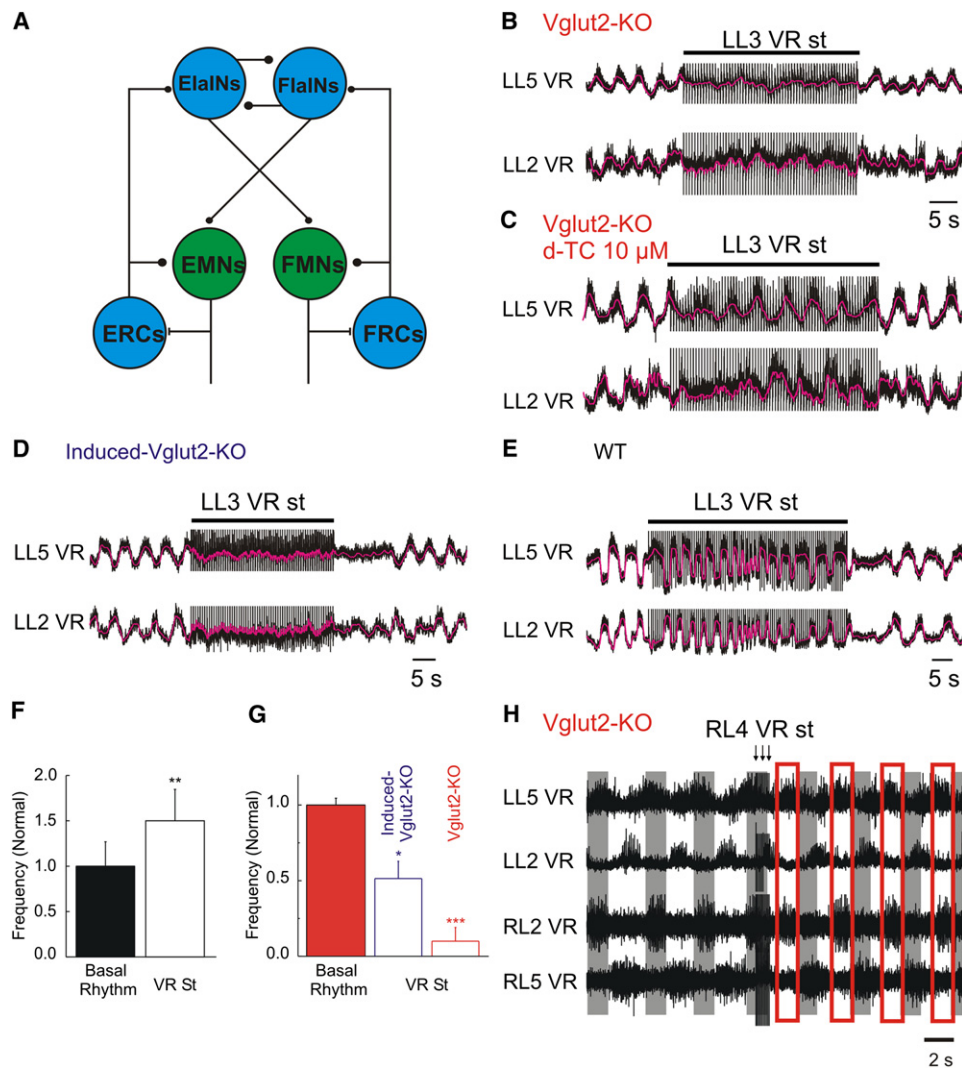 A
EIaINs
FIaINs
EMNs
FMNs
ERCs
FRCs
B Vglut2-KO
LL3 VR st
LL5 VR
LL2 VR
5 s
C Vglut2-KO
d-TC 10 µM
LL3 VR st
LL5 VR
LL2 VR
D Induced-Vglut2-KO
LL3 VR st
LL5 VR
LL2 VR
5 s
E WT
LL3 VR st
LL5 VR
LL2 VR
5 s
F
Frequency (Normal)
2.0
1.5
1.0
0.5
0.0
**
Basal
Rhythm
VR St
G
Frequency (Normal)
1.0
0.5
0.0
Induced-
Vglut2-KO
Vglut2-KO
*
***
Basal
Rhythm
VR St
H Vglut2-KO
RL4 VR st
LL5 VR
LL2 VR
RL2 VR
RL5 VR
2 s